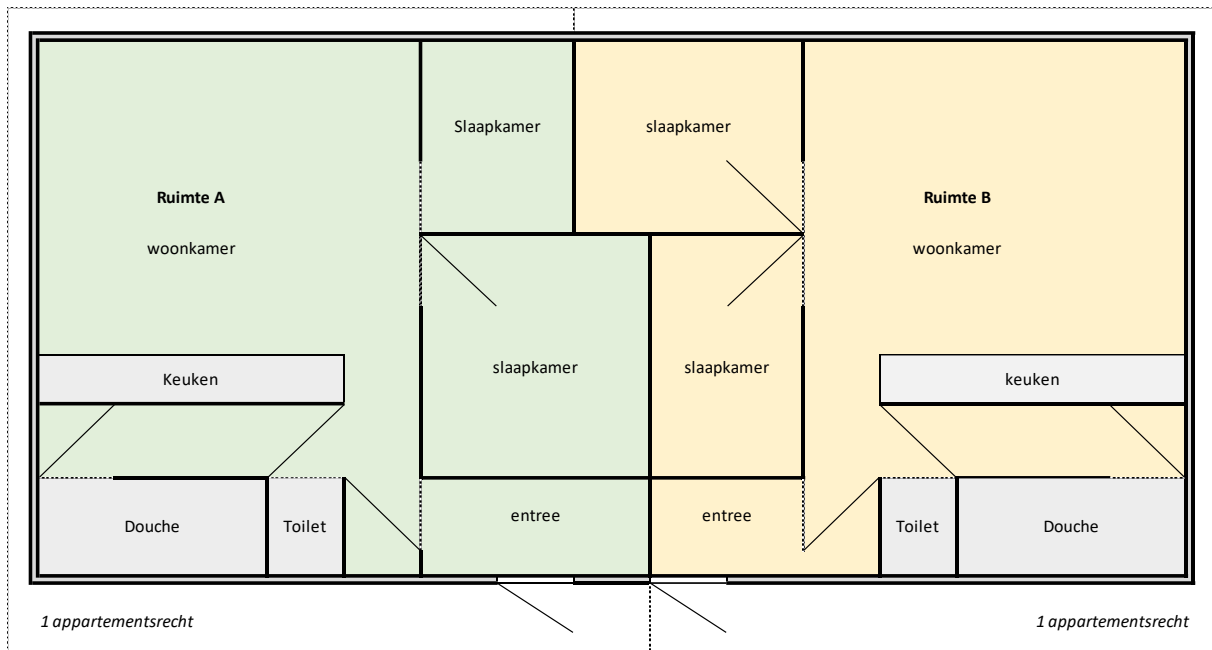 Slaapkamer
slaapkamer
Ruimte A
woonkamer
Ruimte B
woonkamer
slaapkamer
slaapkamer
Keuken
keuken
entree
entree
Douche
Toilet
Toilet
Douche
1 appartementsrecht
1 appartementsrecht